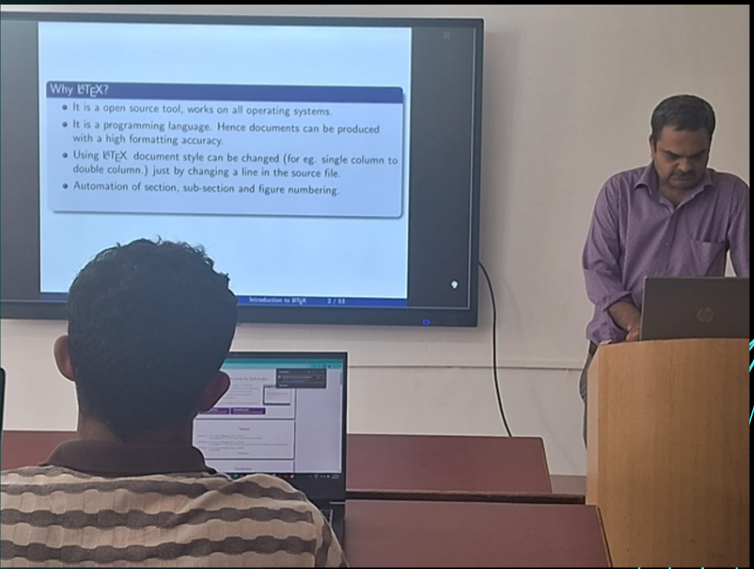 Why LATEX?
It is a open source tool, works on all operating systems.
It is a programming language. Hence documents can be produced
with a high formatting accuracy.
Using LATEX document style can be changed (for eg. single column to
double column.) just by changing a line in the source file.
Automation of section, sub-section and figure numbering.
Introduction to LATEX 2 / 53
hp